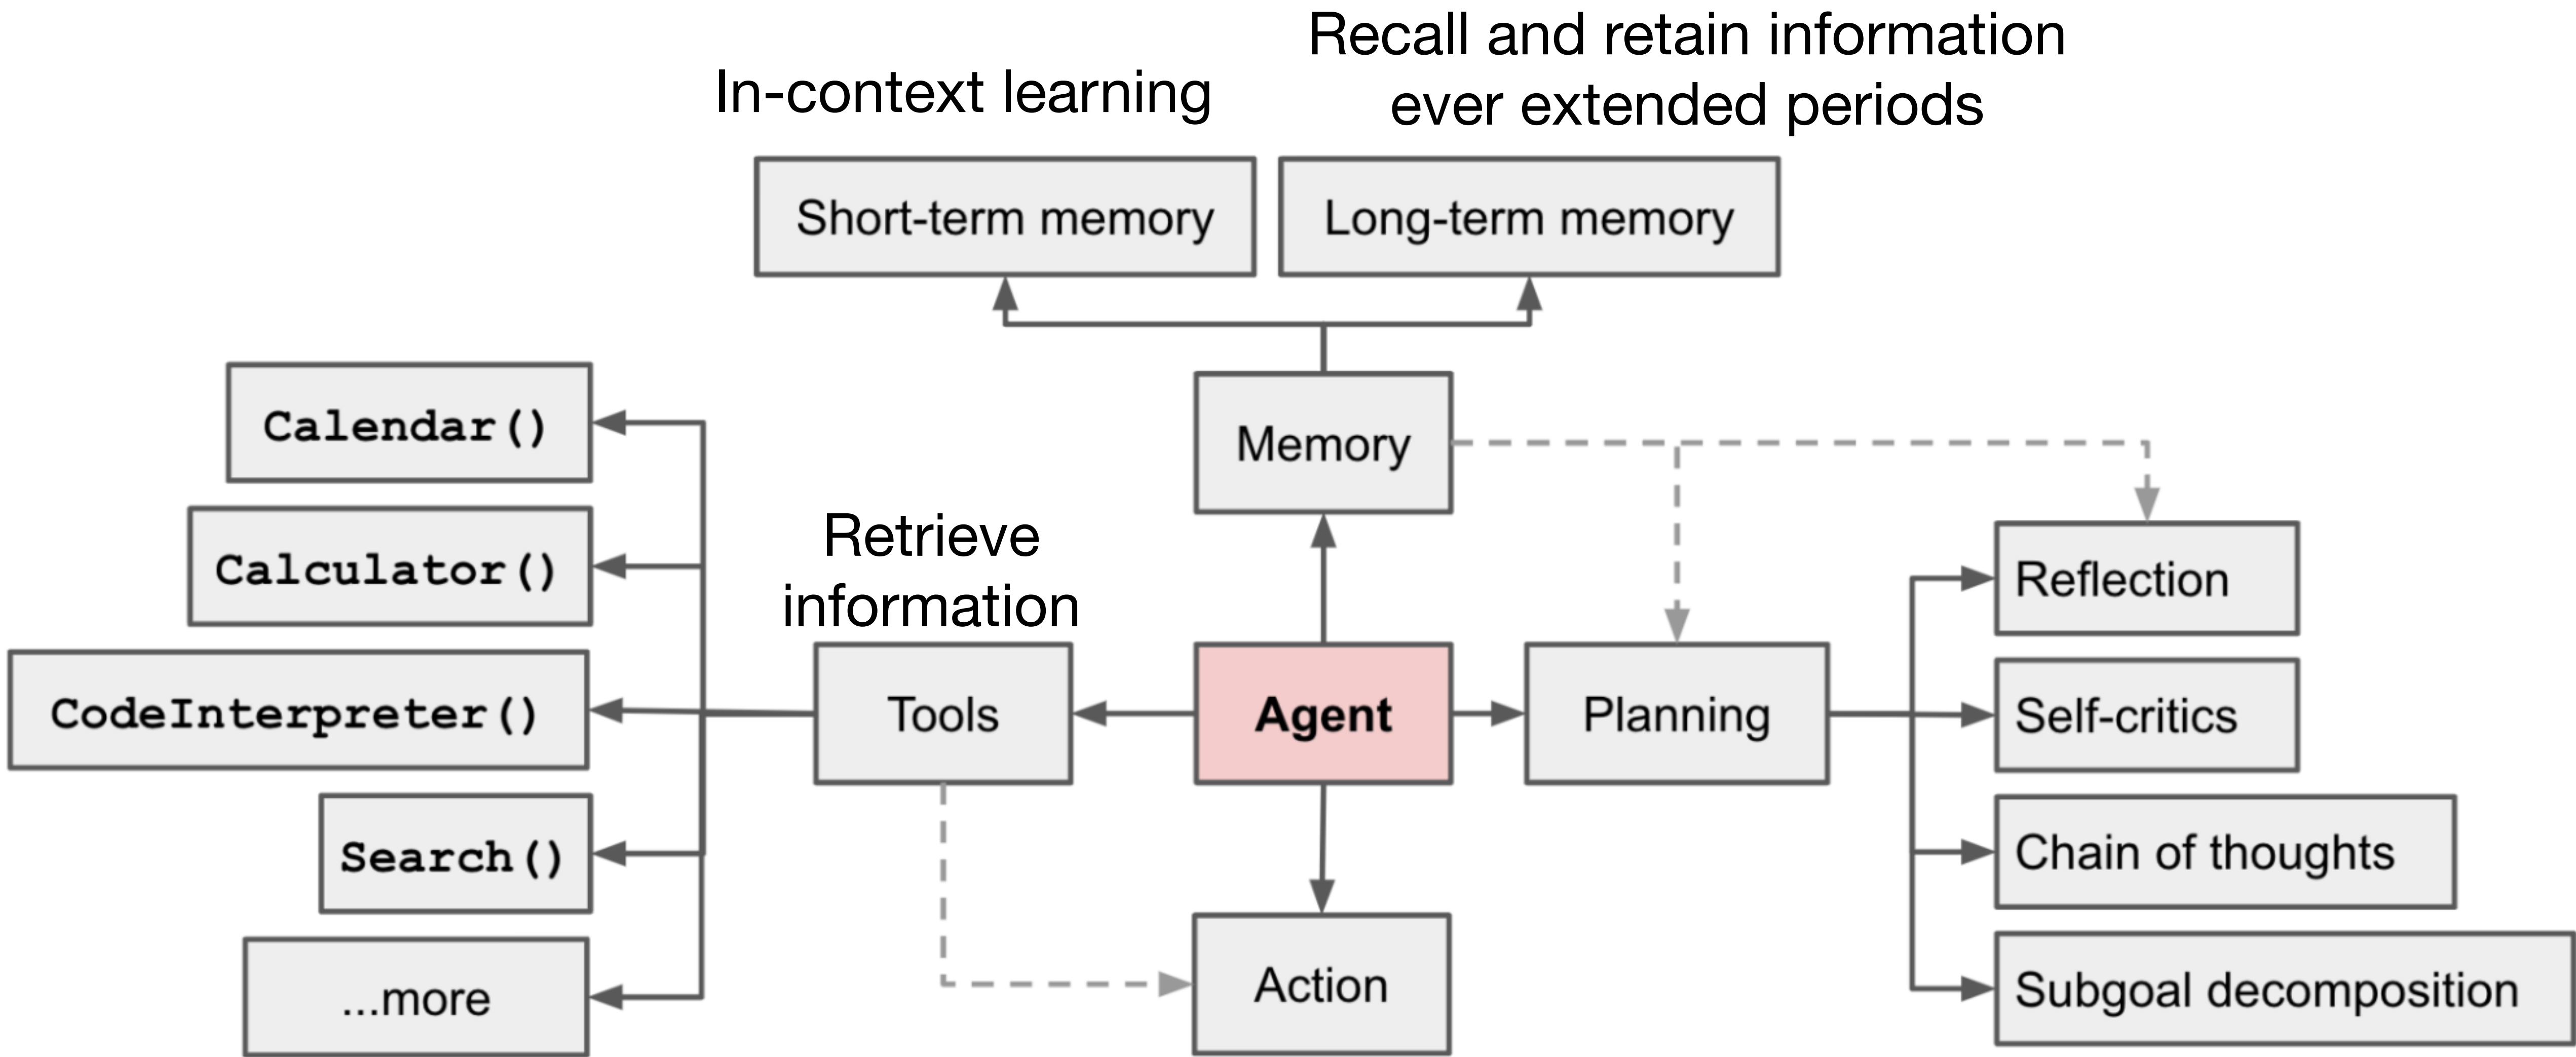 Recall and retain information
ever extended periods
In-context learning
Short-term memory
Long-term memory
Memory
Calendar()
Calculator()
CodeInterpreter()
Search()
...more
Retrieve
information
Tools
Agent
Planning
Action
Reflection
Self-critics
Chain of thoughts
Subgoal decomposition